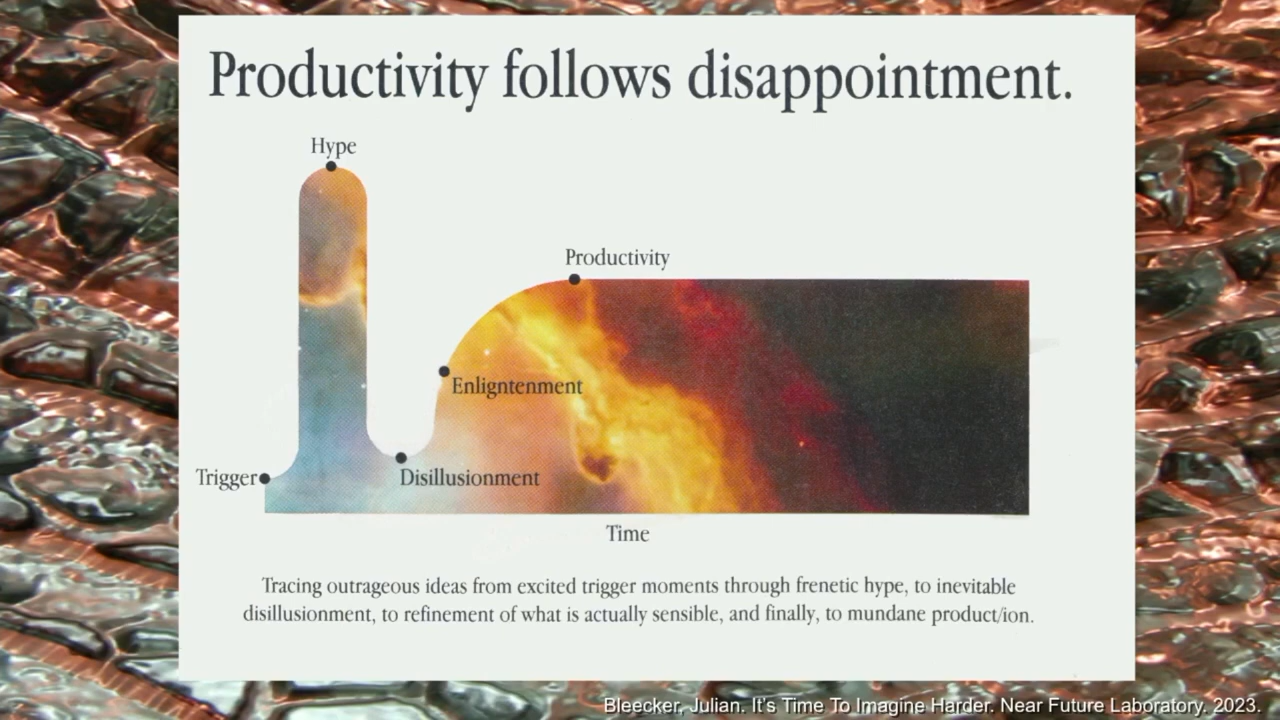 Productivity follows disappointment.
Hype
Productivity
Enligntenment
Trigger
Disillusionment
Time
Tracing outrageous ideas from excited trigger moments through frenetic hype, to inevitable
disillusionment, to refinement of what is actually sensible, and finally, to mundane product/ion.
Bleecker, Julian. It's Time To Imagine Harder. Near Future Laboratory. 2023.